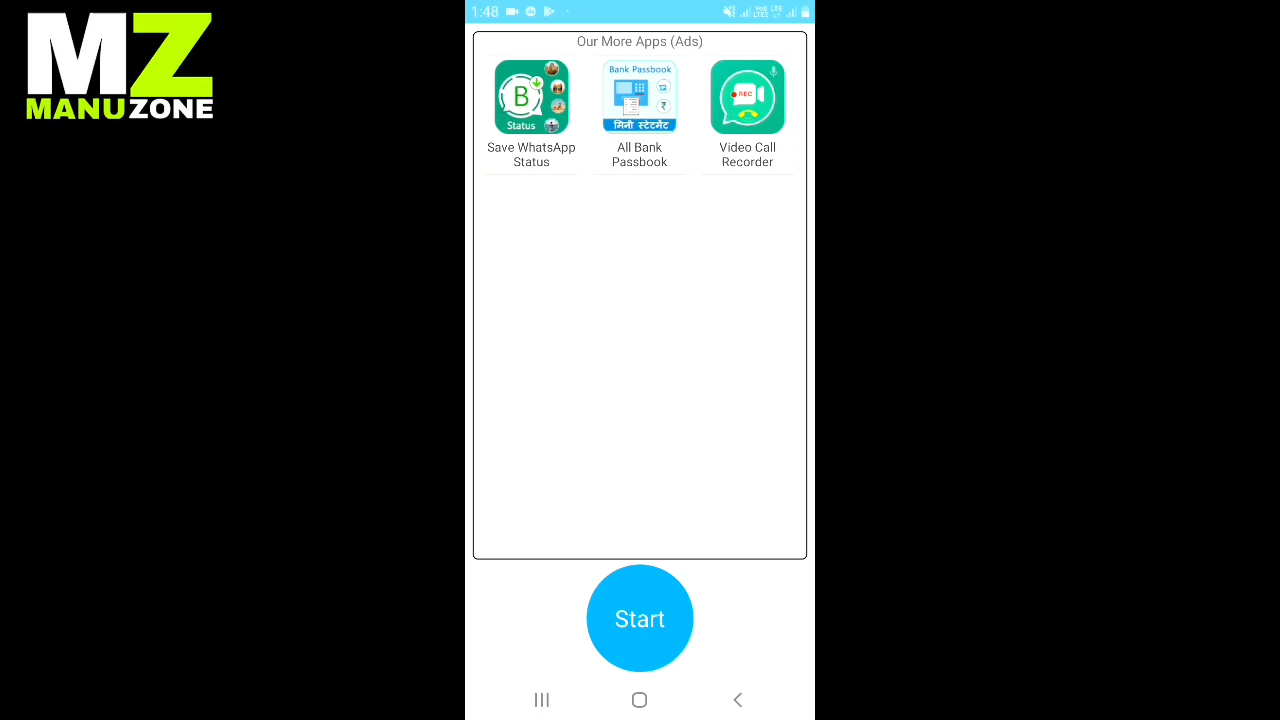 MZ
MANUZONE
1:48
Our More Apps (Ads)
Bank Passbook
B
REC
Status
मिनी स्टेटमेंट
Save WhatsApp
Status
All Bank
Passbook
Video Call
Recorder
Start